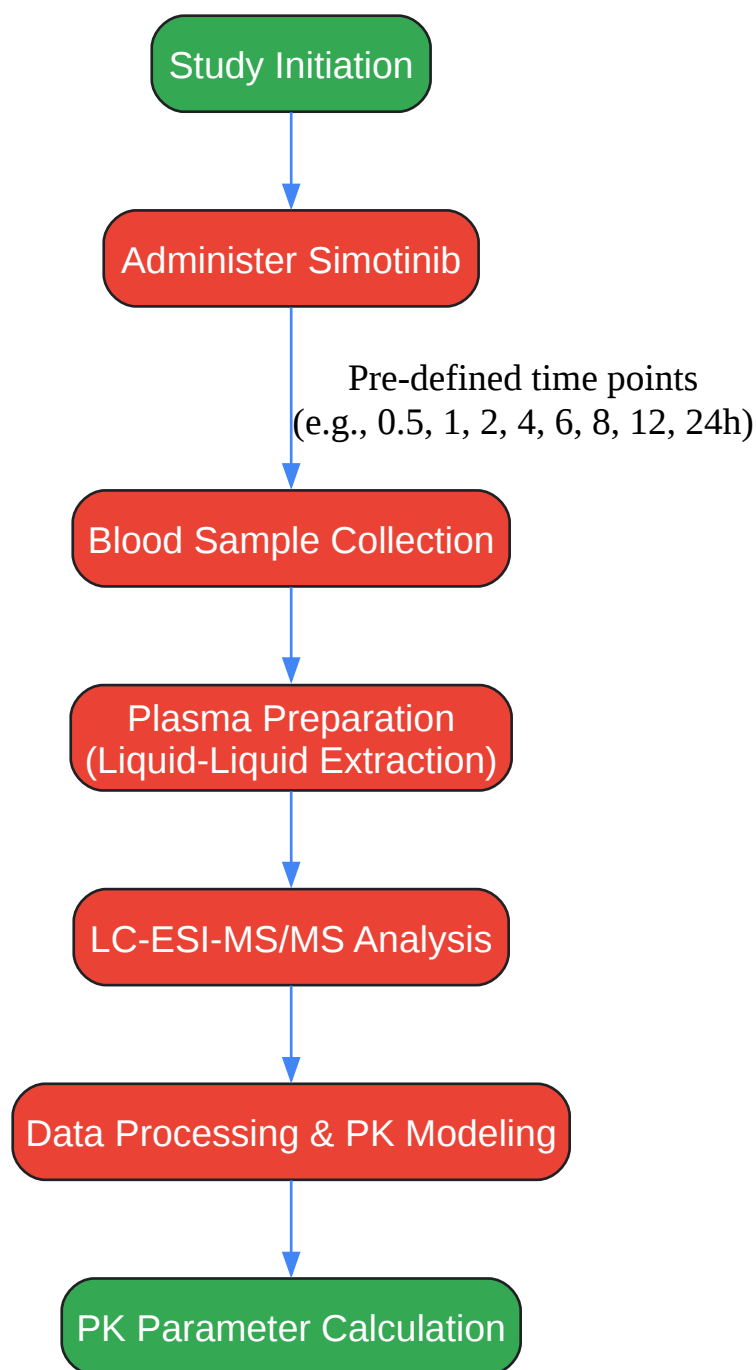 Study Initiation
Administer Simotinib
Pre-defined time points
(e.g., 0.5, 1, 2, 4, 6, 8, 12, 24h)
Blood Sample Collection
Plasma Preparation
(Liquid-Liquid Extraction)
LC-ESI-MS/MS Analysis
Data Processing & PK Modeling
PK Parameter Calculation